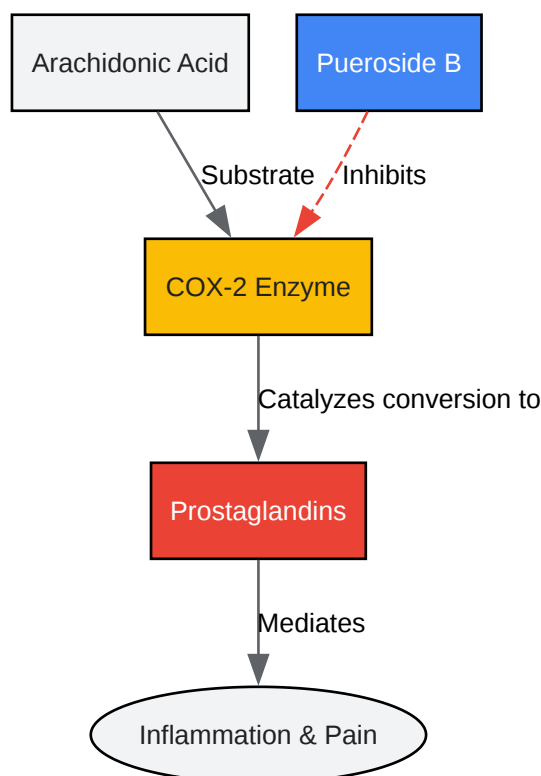 Arachidonic Acid
Pueroside B
Substrate
Inhibits
COX-2 Enzyme
Catalyzes conversion to
Prostaglandins
Mediates
Inflammation & Pain